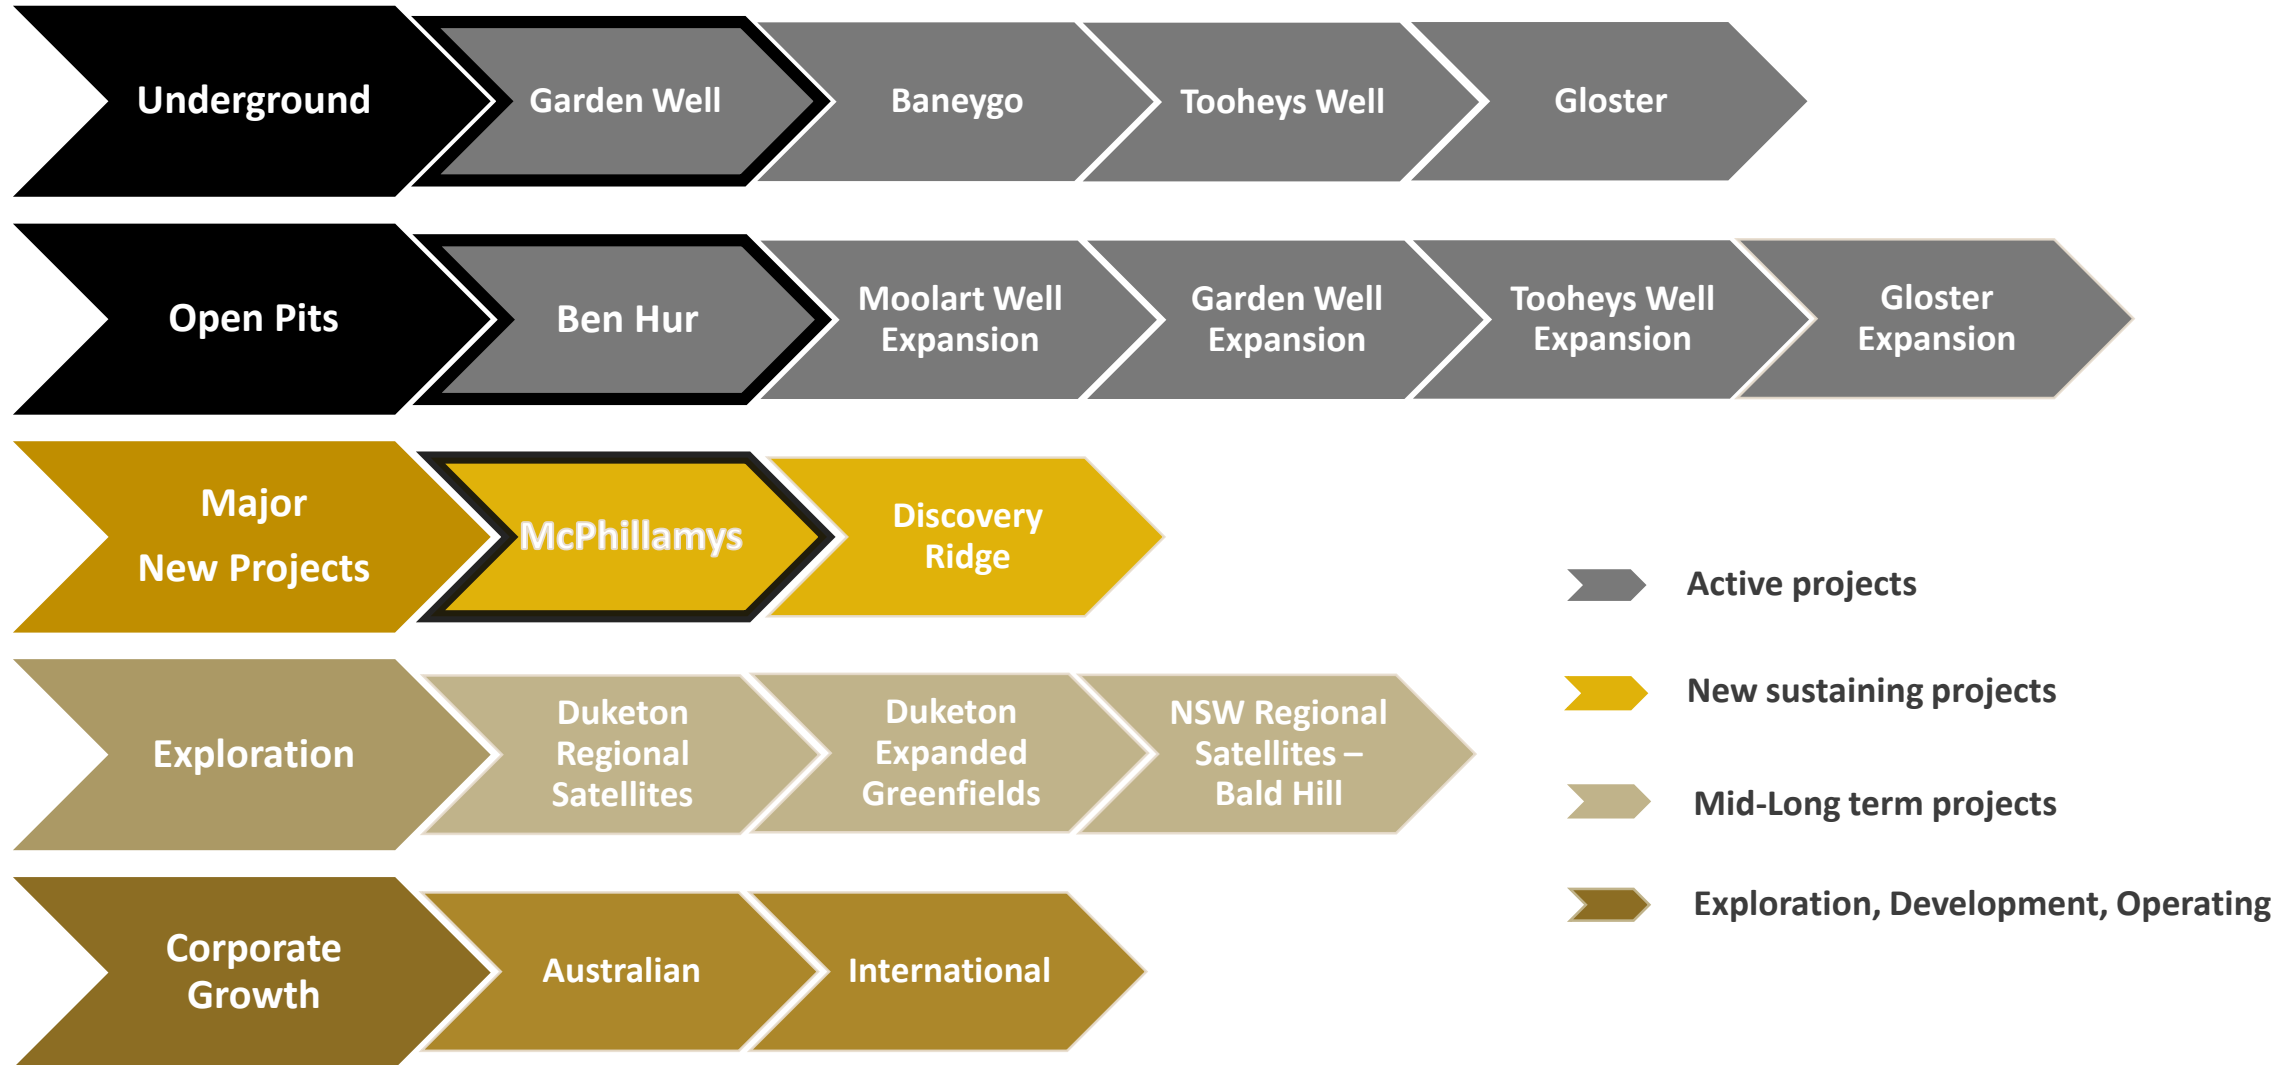 Underground
Garden Well
Baneygo
Tooheys Well
Gloster
Open Pits
Ben Hur
Moolart Well
Expansion
Garden Well
Expansion
Tooheys Well
Expansion
Gloster
Expansion
Major
New Projects
McPhillamys
Discovery
Ridge
Exploration
Duketon
Regional
Satellites
Duketon
Expanded
Greenfields
NSW Regional
Satellites –
Bald Hill
Corporate
Growth
Australian
International
Active projects
New sustaining projects
Mid-Long term projects
Exploration, Development, Operating